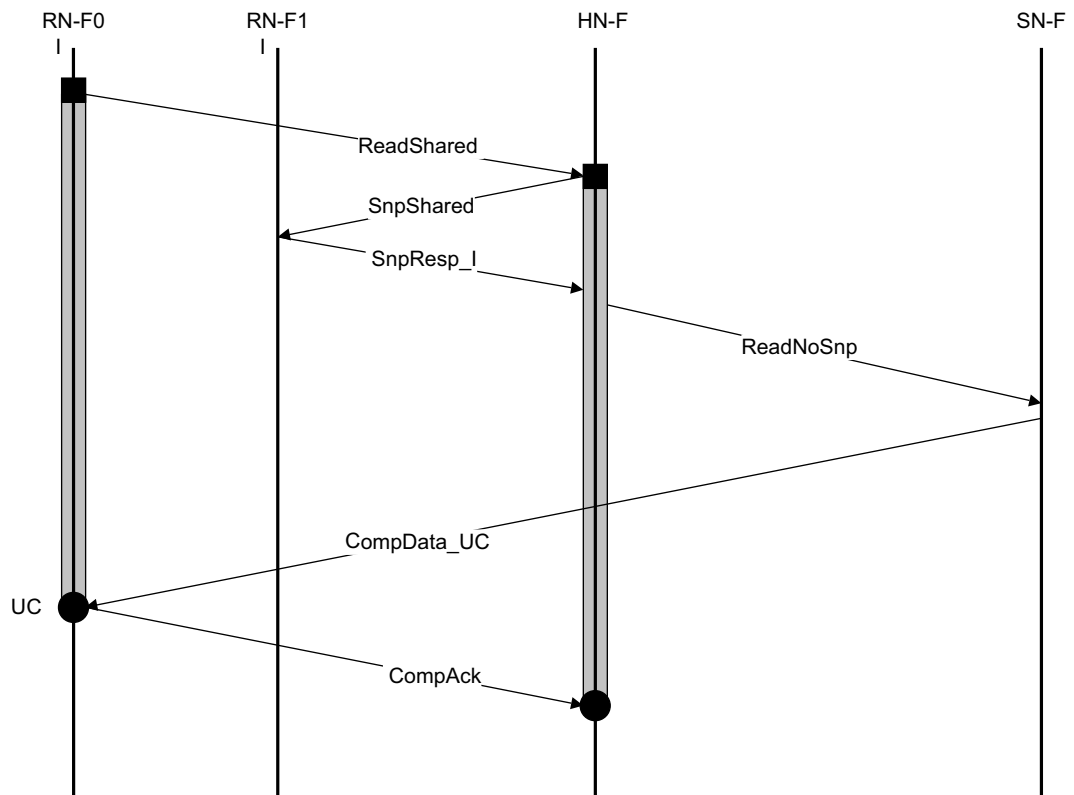 RN-F0 RN-F1 HN-F SN-F
I I
ReadShared
SnpShared
SnpResp_I
ReadNoSnp
CompData_UC
UC
CompAck